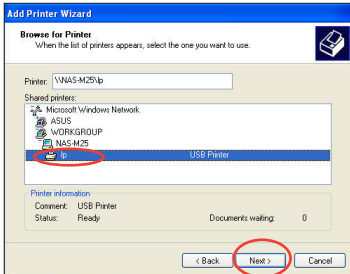 Add Printer Wizard
Browse for Printer
When the list of printers appears, select the one you want to use.
Printer: \\NAS-M25\lp
Shared printers:
Microsoft Windows Network
ASUS
WORKGROUP
NAS-M25
lp USB Printer
Printer information
Comment: USB Printer
Status: Ready Documents waiting: 0
< Back Next > Cancel